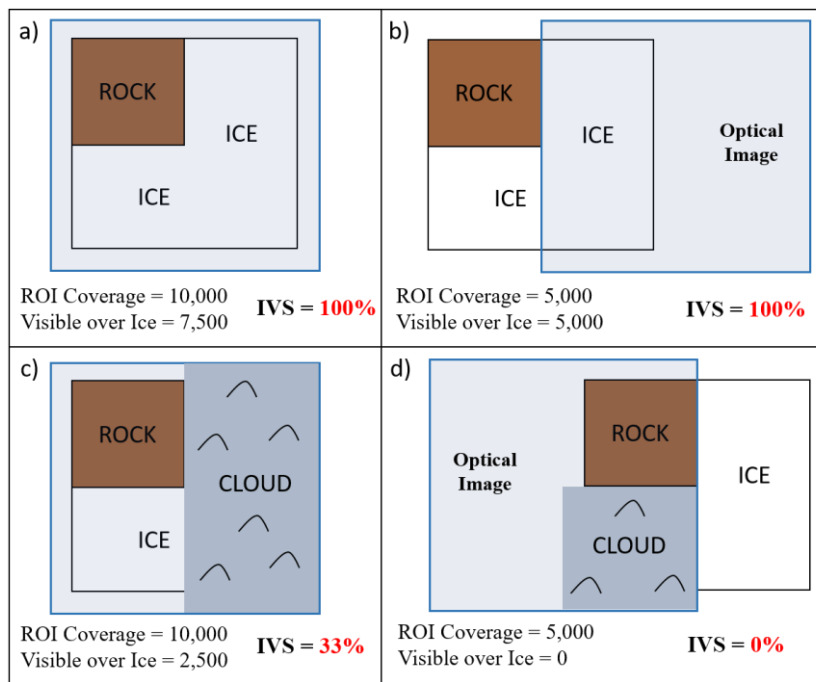 a)
ROCK
ICE
ICE
ROI Coverage = 10,000
Visible over Ice = 7,500
IVS = 100%
b)
ROCK
ICE
ICE
Optical
Image
ROI Coverage = 5,000
Visible over Ice = 5,000
IVS = 100%
c)
ROCK
CLOUD
ICE
ROI Coverage = 10,000
Visible over Ice = 2,500
IVS = 33%
d)
Optical
Image
ROCK
ICE
CLOUD
ROI Coverage = 5,000
Visible over Ice = 0
IVS = 0%